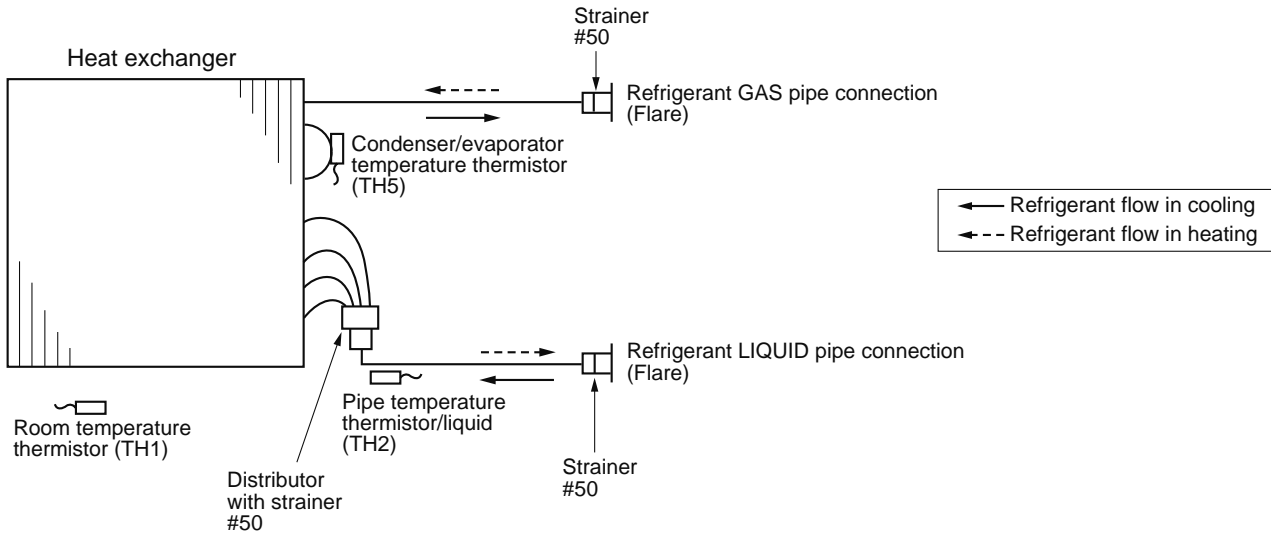 Strainer
#50
Heat exchanger
Refrigerant GAS pipe connection
(Flare)
Condenser/evaporator
temperature thermistor
(TH5)
Refrigerant flow in cooling
Refrigerant flow in heating
Refrigerant LIQUID pipe connection
(Flare)
Pipe temperature
thermistor/liquid
(TH2)
Room temperature
thermistor (TH1)
Distributor
with strainer
#50
Strainer
#50